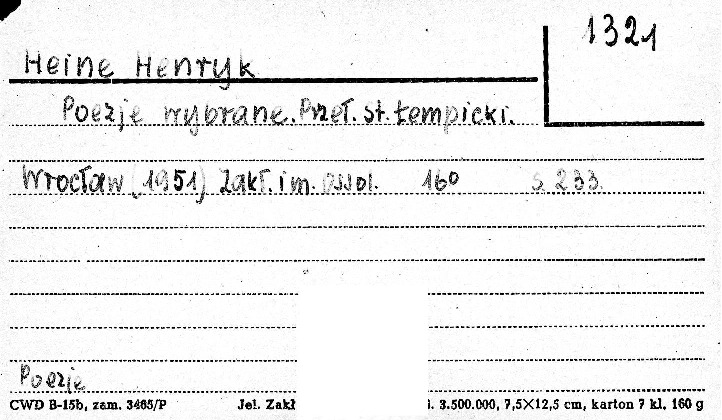 1321
Heine Henryk
Poezje wybrane. Przeł. St. Łempicki.
Wrocław (1951) Zakł. im. Ossol. 16° s. 233.
Poezje
CWD B-15b, zam. 3465/P Jel. Zakł i. 3.500.000, 7,5×12,5 cm, karton 7 kl. 160 g